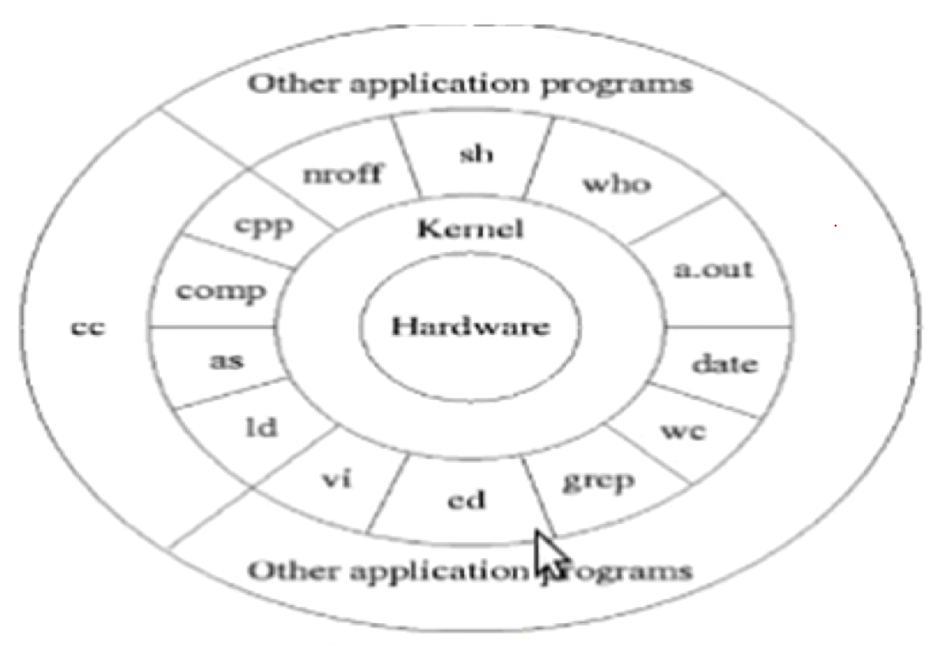 Other application programs
sh
nroff
who
cpp
Kernel
a.out
comp
cc
Hardware
as
date
ld
wc
vi
ed
grep
Other application programs